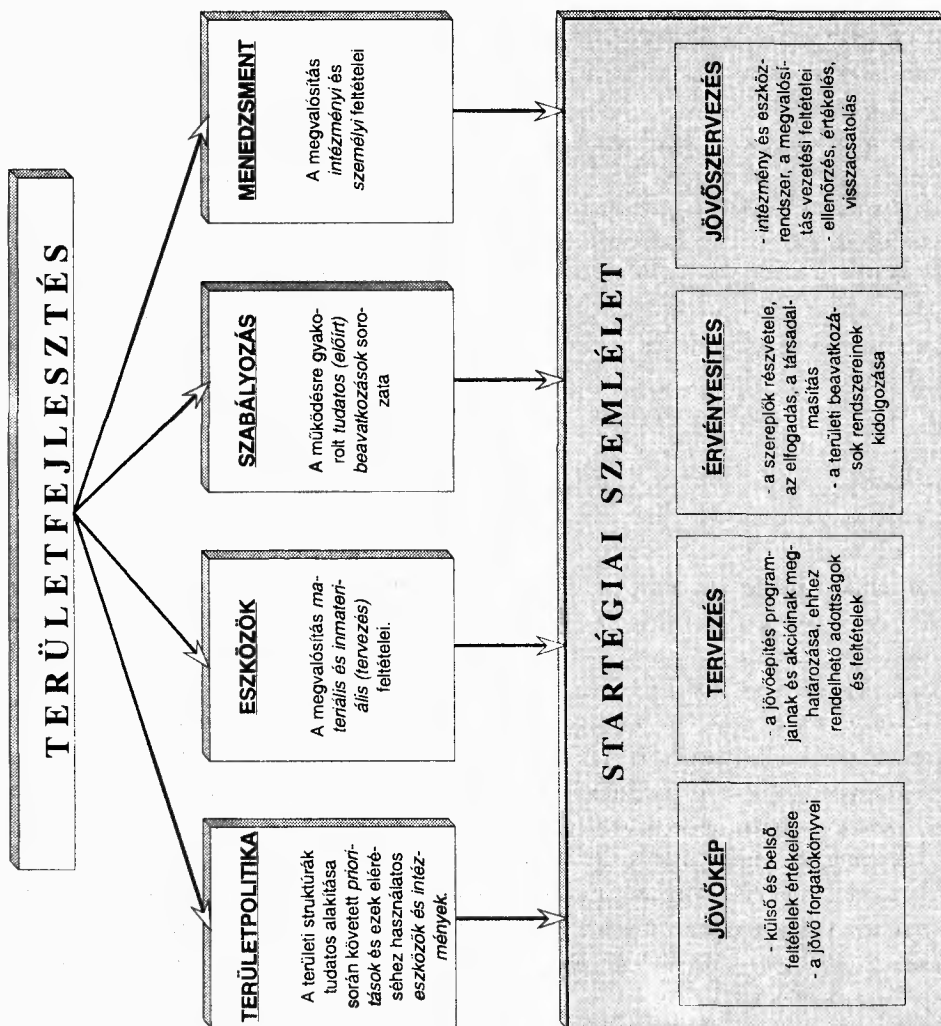 TERÜLETFEJLESZTÉS
TERÜLETPOLITIKA
A területi struktúrák
tudatos alakítása
során követett priori-
tások és ezek eléré-
séhez használatos
eszközök és intéz-
mények.
ESZKÖZÖK
A megvalósítás ma-
teriális és inmateri-
ális (tervezés)
feltételei.
SZABÁLYOZÁS
A működésre gyako-
rolt tudatos (előírt)
beavatkozások soro-
zata
MENEDZSMENT
A megvalósítás
intézményi és
személyi feltételei
STARTÉGIAI SZEMLÉLET
JÖVŐKÉP
- külső és belső
feltételek értékelése
- a jövő forgatókönyvei
TERVEZÉS
- a jövőépítés program-
jainak és akcióinak meg-
határozása, ehhez
rendelhető adottságok
és feltételek
ÉRVÉNYESÍTÉS
- a szereplők részvétele,
az elfogadás, a társadal-
masítás
- a területi beavatkozá-
sok rendszereinek
kidolgozása
JÖVŐSZERVEZÉS
- intézmény és eszköz-
rendszer, a megvalósí-
tás vezetési feltételei
- ellenőrzés, értékelés,
visszacsatolás